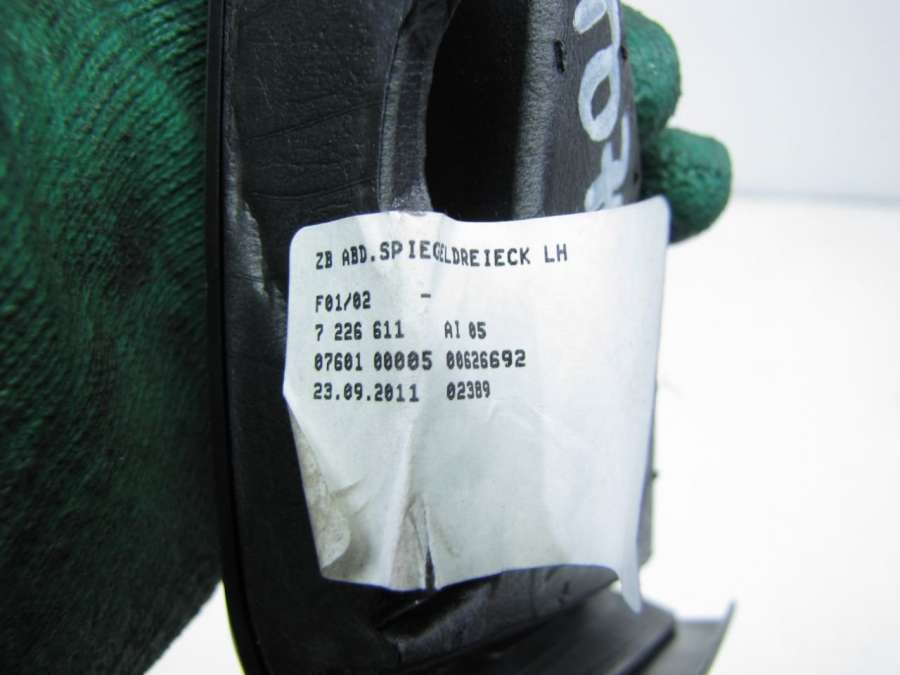 ZB ABD.SPIEGELDREIECK LH
F01/02 -
7 226 611 AI 05
07601 00005 00626692
23.09.2011 02389